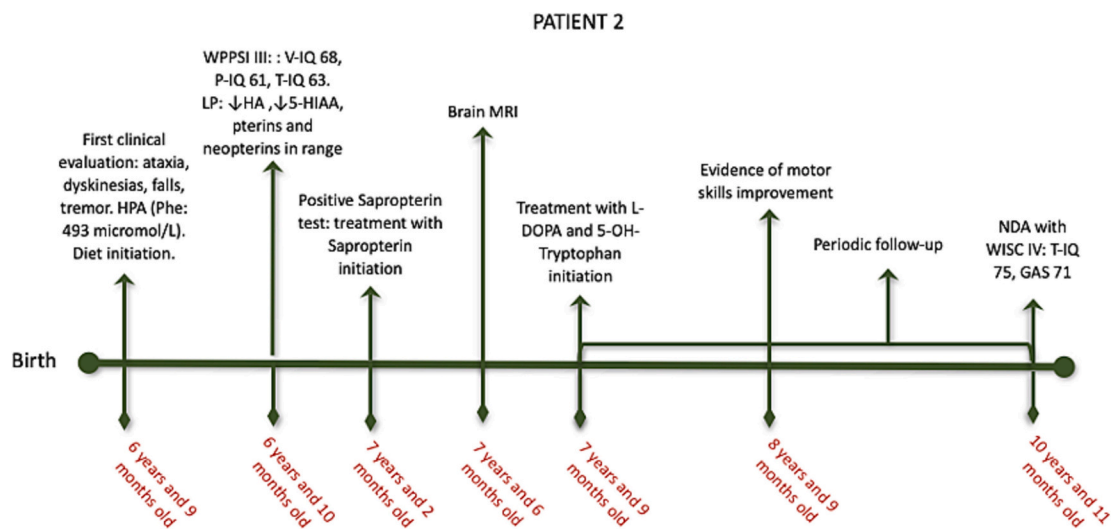 PATIENT 2
First clinical
evaluation: ataxia,
dyskinesias, falls,
tremor. HPA (Phe:
493 micromol/L).
Diet initiation.
WPPSI III: : V-IQ 68,
P-IQ 61, T-IQ 63.
LP: ↓HA ,↓5-HIAA,
pterins and
neopterins in range
Positive Sapropterin
test: treatment with
Sapropterin
initiation
Brain MRI
Treatment with L-
DOPA and 5-OH-
Tryptophan
initiation
Evidence of motor
skills improvement
Periodic follow-up
NDA with
WISC IV: T-IQ
75, GAS 71
Birth
6 years and 9
months old
6 years and 10
months old
7 years and 2
months old
7 years and 6
months old
7 years and 9
months old
8 years and 9
months old
10 years and 11
months old